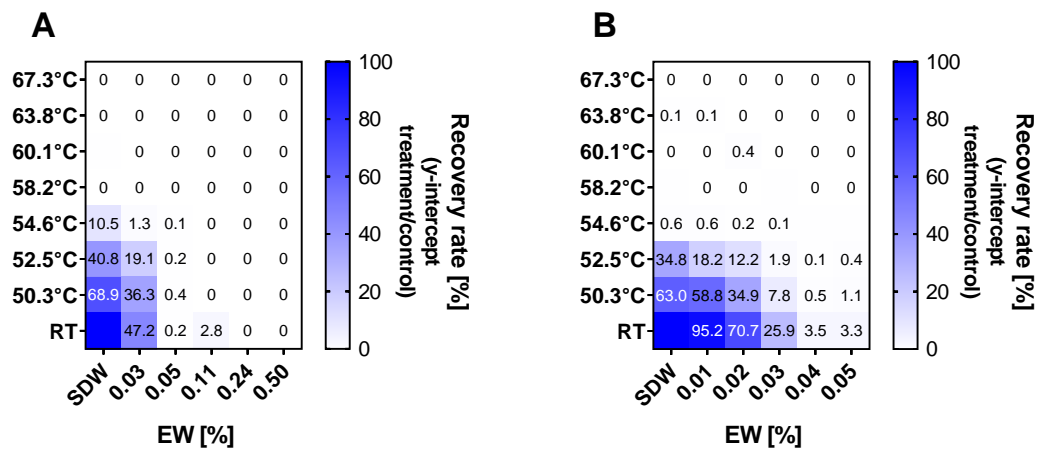 A
67.3°C 0 0 0 0 0 0
63.8°C 0 0 0 0 0 0
60.1°C 0 0 0 0 0
58.2°C 0 0 0 0 0 0
54.6°C 10.5 1.3 0.1 0 0 0
52.5°C 40.8 19.1 0.2 0 0 0
50.3°C 68.9 36.3 0.4 0 0 0
RT 47.2 0.2 2.8 0 0
SDW 0.03 0.05 0.11 0.24 0.50
EW [%]
100
80
60
40
20
0
Recovery rate [%]
(y-intercept
treatment/control)
B
67.3°C 0 0 0 0 0 0
63.8°C 0.1 0.1 0 0 0 0
60.1°C 0 0 0.4 0 0 0
58.2°C 0 0 0 0
54.6°C 0.6 0.6 0.2 0.1
52.5°C 34.8 18.2 12.2 1.9 0.1 0.4
50.3°C 63.0 58.8 34.9 7.8 0.5 1.1
RT 95.2 70.7 25.9 3.5 3.3
SDW 0.01 0.02 0.03 0.04 0.05
EW [%]
100
80
60
40
20
0
Recovery rate [%]
(y-intercept
treatment/control)